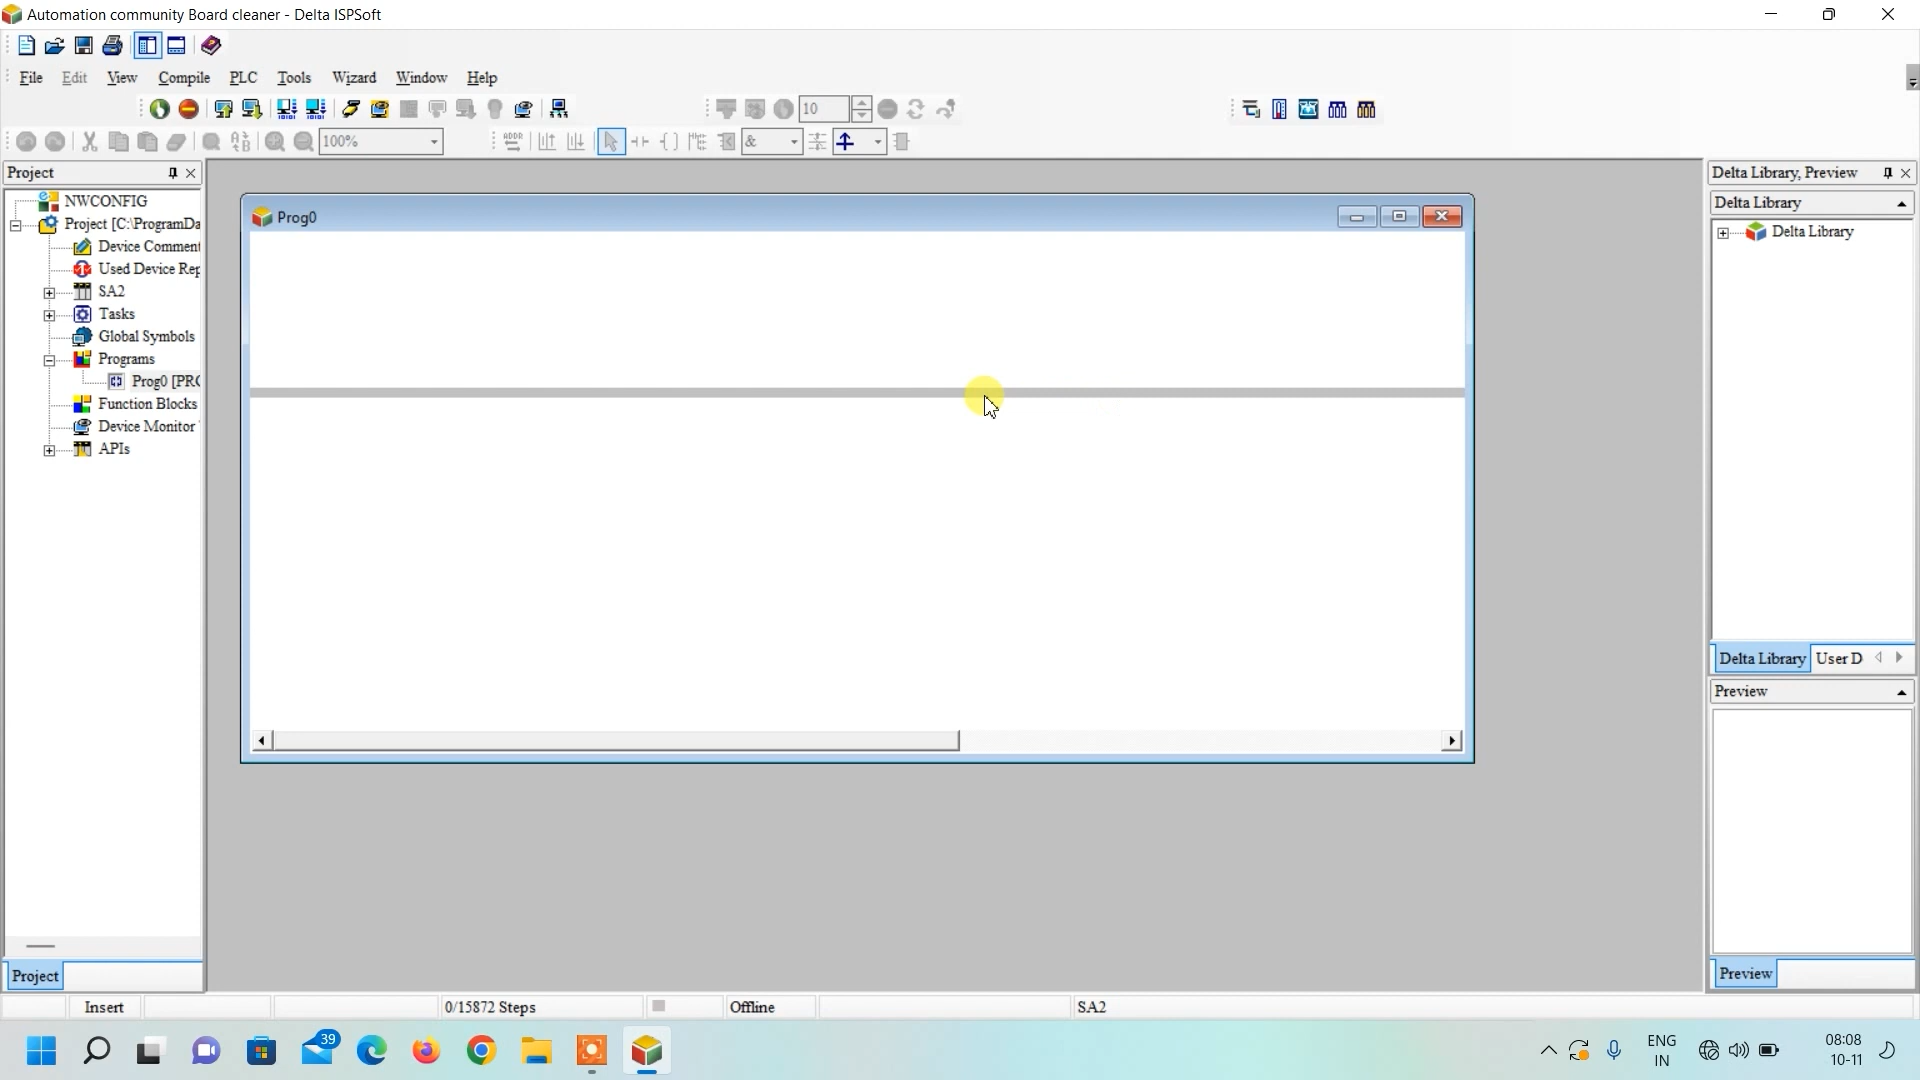 Automation community Board cleaner - Delta ISPSoft
File Edit View Compile PLC Tools Wizard Window Help
10
100%
ADDR
&
Project
NWCONFIG
Project [C:\ProgramDa
Device Comment
Used Device Rep
SA2
Tasks
Global Symbols
Programs
Prog0 [PRC
Function Blocks
Device Monitor
APIs
Project
Prog0
Delta Library, Preview
Delta Library
Delta Library
Delta Library User D
Preview
Preview
Insert 0/15872 Steps Offline SA2
39
ENG
IN
08:08
10-11